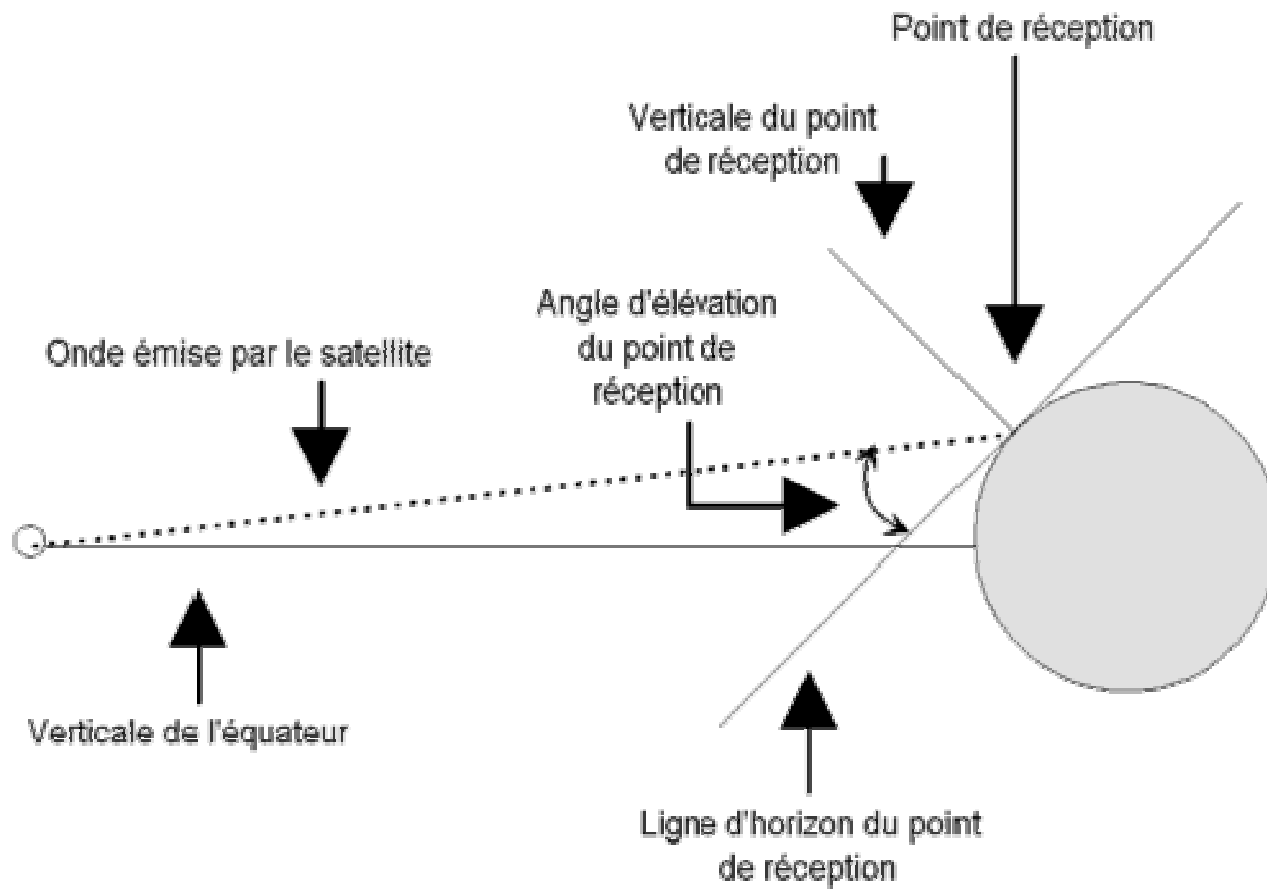 Point de réception
Verticale du point
de réception
Angle d'élévation
du point de
réception
Onde émise par le satellite
Verticale de l'équateur
Ligne d'horizon du point
de réception